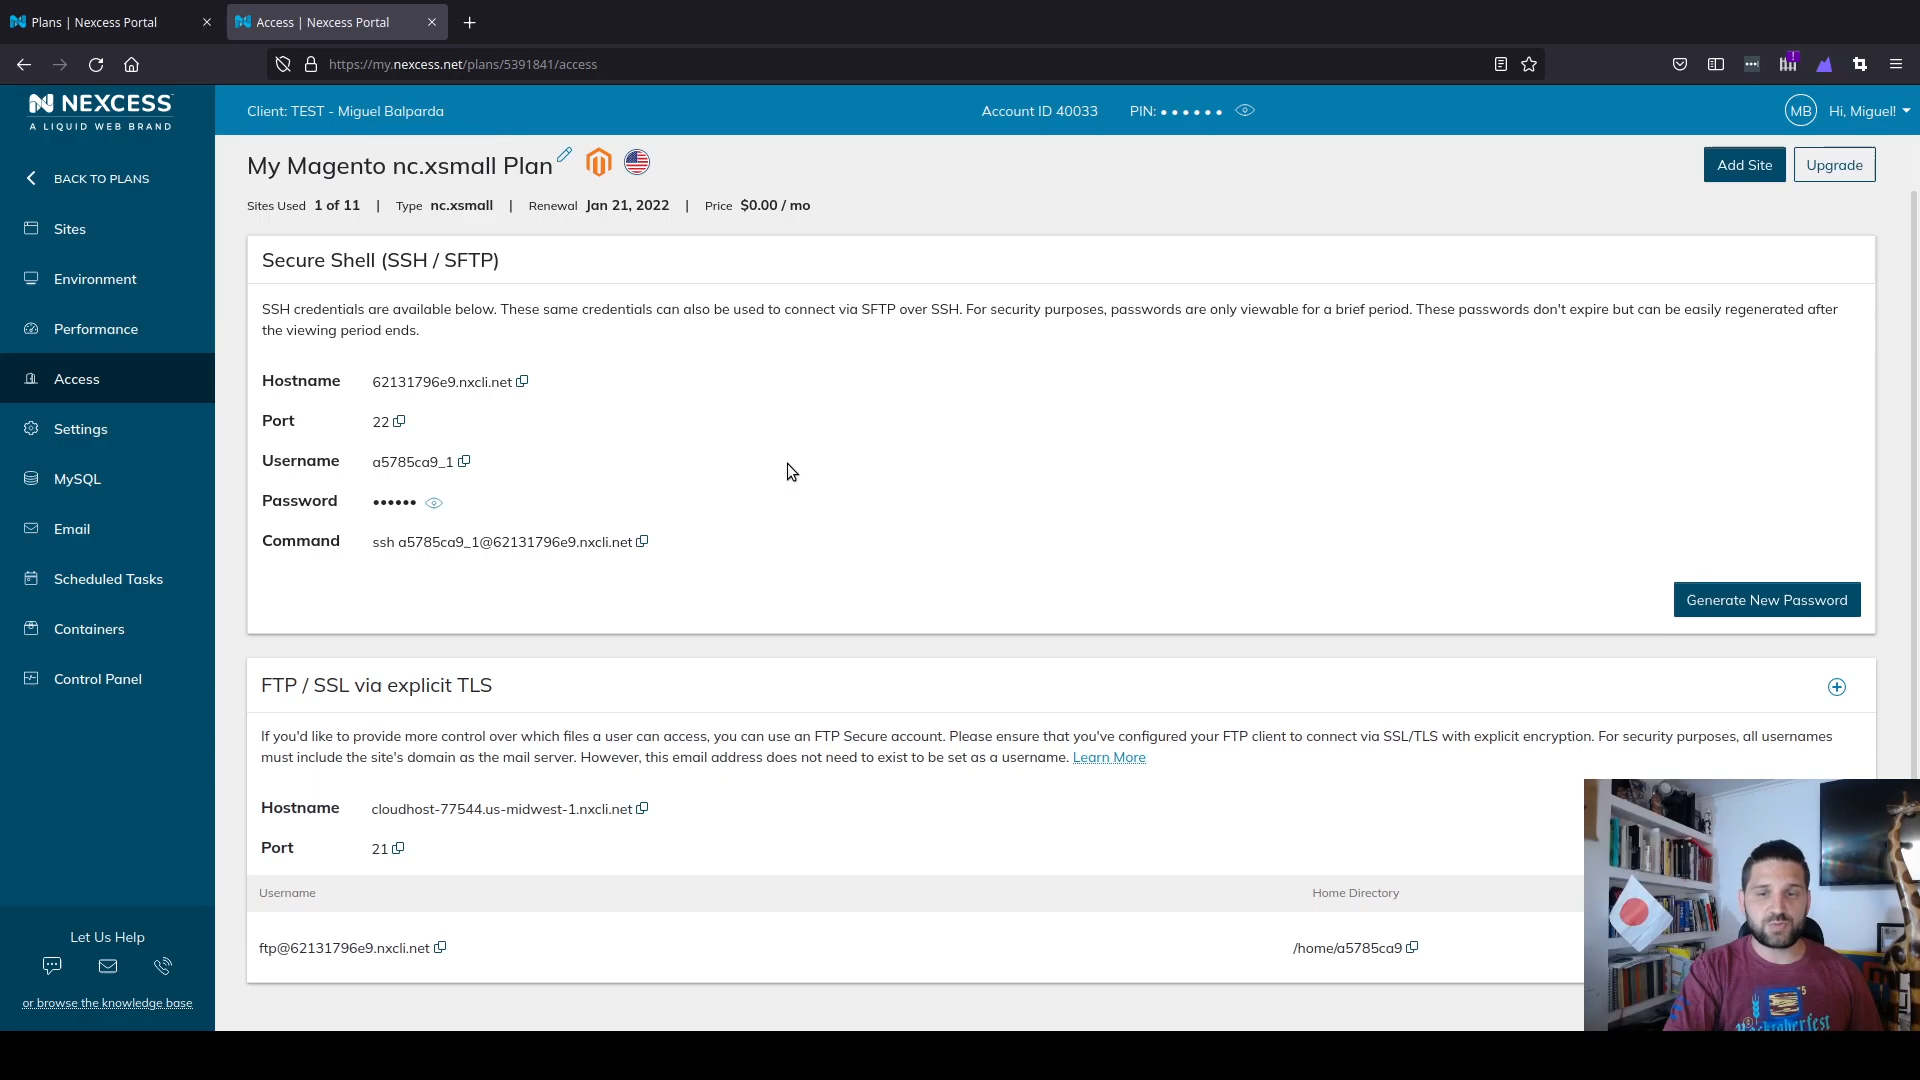 Plans | Nexcess Portal
Access | Nexcess Portal
https://my.nexcess.net/plans/5391841/access
NEXCESS
A LIQUID WEB BRAND
Client: TEST - Miguel Balparda
Account ID 40033
PIN: ••••••
MB
Hi, Miguel!
BACK TO PLANS
Sites
Environment
Performance
Access
Settings
MySQL
Email
Scheduled Tasks
Containers
Control Panel
Let Us Help
or browse the knowledge base
My Magento nc.xsmall Plan
Add Site
Upgrade
Sites Used 1 of 11 | Type nc.xsmall | Renewal Jan 21, 2022 | Price $0.00 / mo
Secure Shell (SSH / SFTP)
SSH credentials are available below. These same credentials can also be used to connect via SFTP over SSH. For security purposes, passwords are only viewable for a brief period. These passwords don't expire but can be easily regenerated after
the viewing period ends.
Hostname 62131796e9.nxcli.net
Port 22
Username a5785ca9_1
Password ••••••
Command ssh a5785ca9_1@62131796e9.nxcli.net
Generate New Password
FTP / SSL via explicit TLS
If you'd like to provide more control over which files a user can access, you can use an FTP Secure account. Please ensure that you've configured your FTP client to connect via SSL/TLS with explicit encryption. For security purposes, all usernames
must include the site's domain as the mail server. However, this email address does not need to exist to be set as a username. Learn More
Hostname cloudhost-77544.us-midwest-1.nxcli.net
Port 21
Username
Home Directory
ftp@62131796e9.nxcli.net
/home/a5785ca9